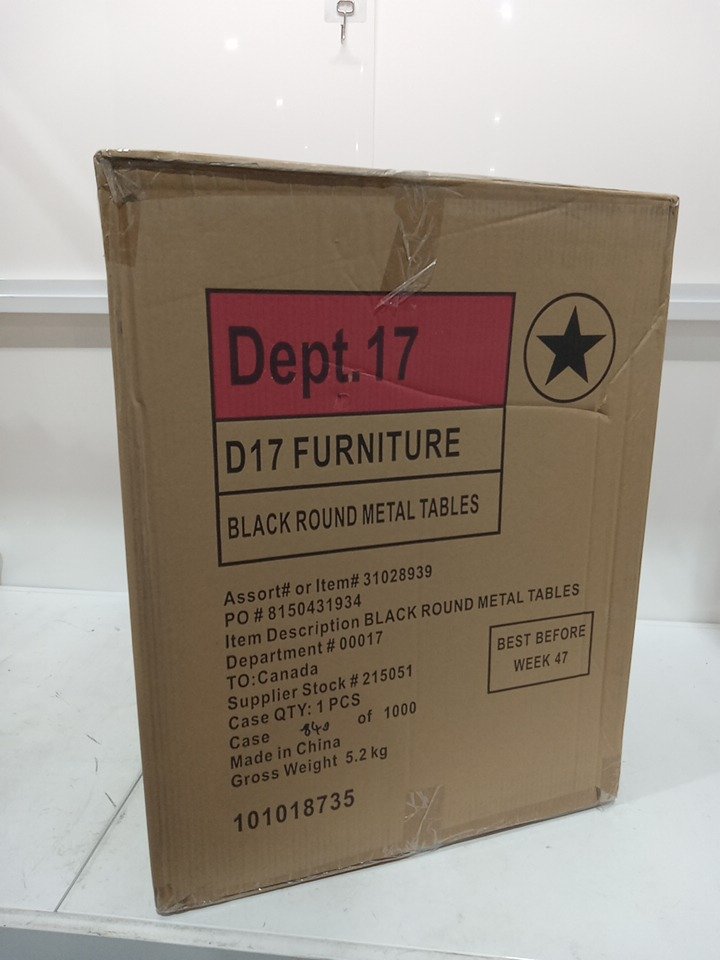 Dept.17
D17 FURNITURE
BLACK ROUND METAL TABLES
Assort# or Item# 31028939
PO # 8150431934
Item Description BLACK ROUND METAL TABLES
Department # 00017
TO:Canada
Supplier Stock # 215051
Case QTY: 1 PCS
Case 840 of 1000
Made in China
Gross Weight 5.2 kg
101018735
BEST BEFORE
WEEK 47